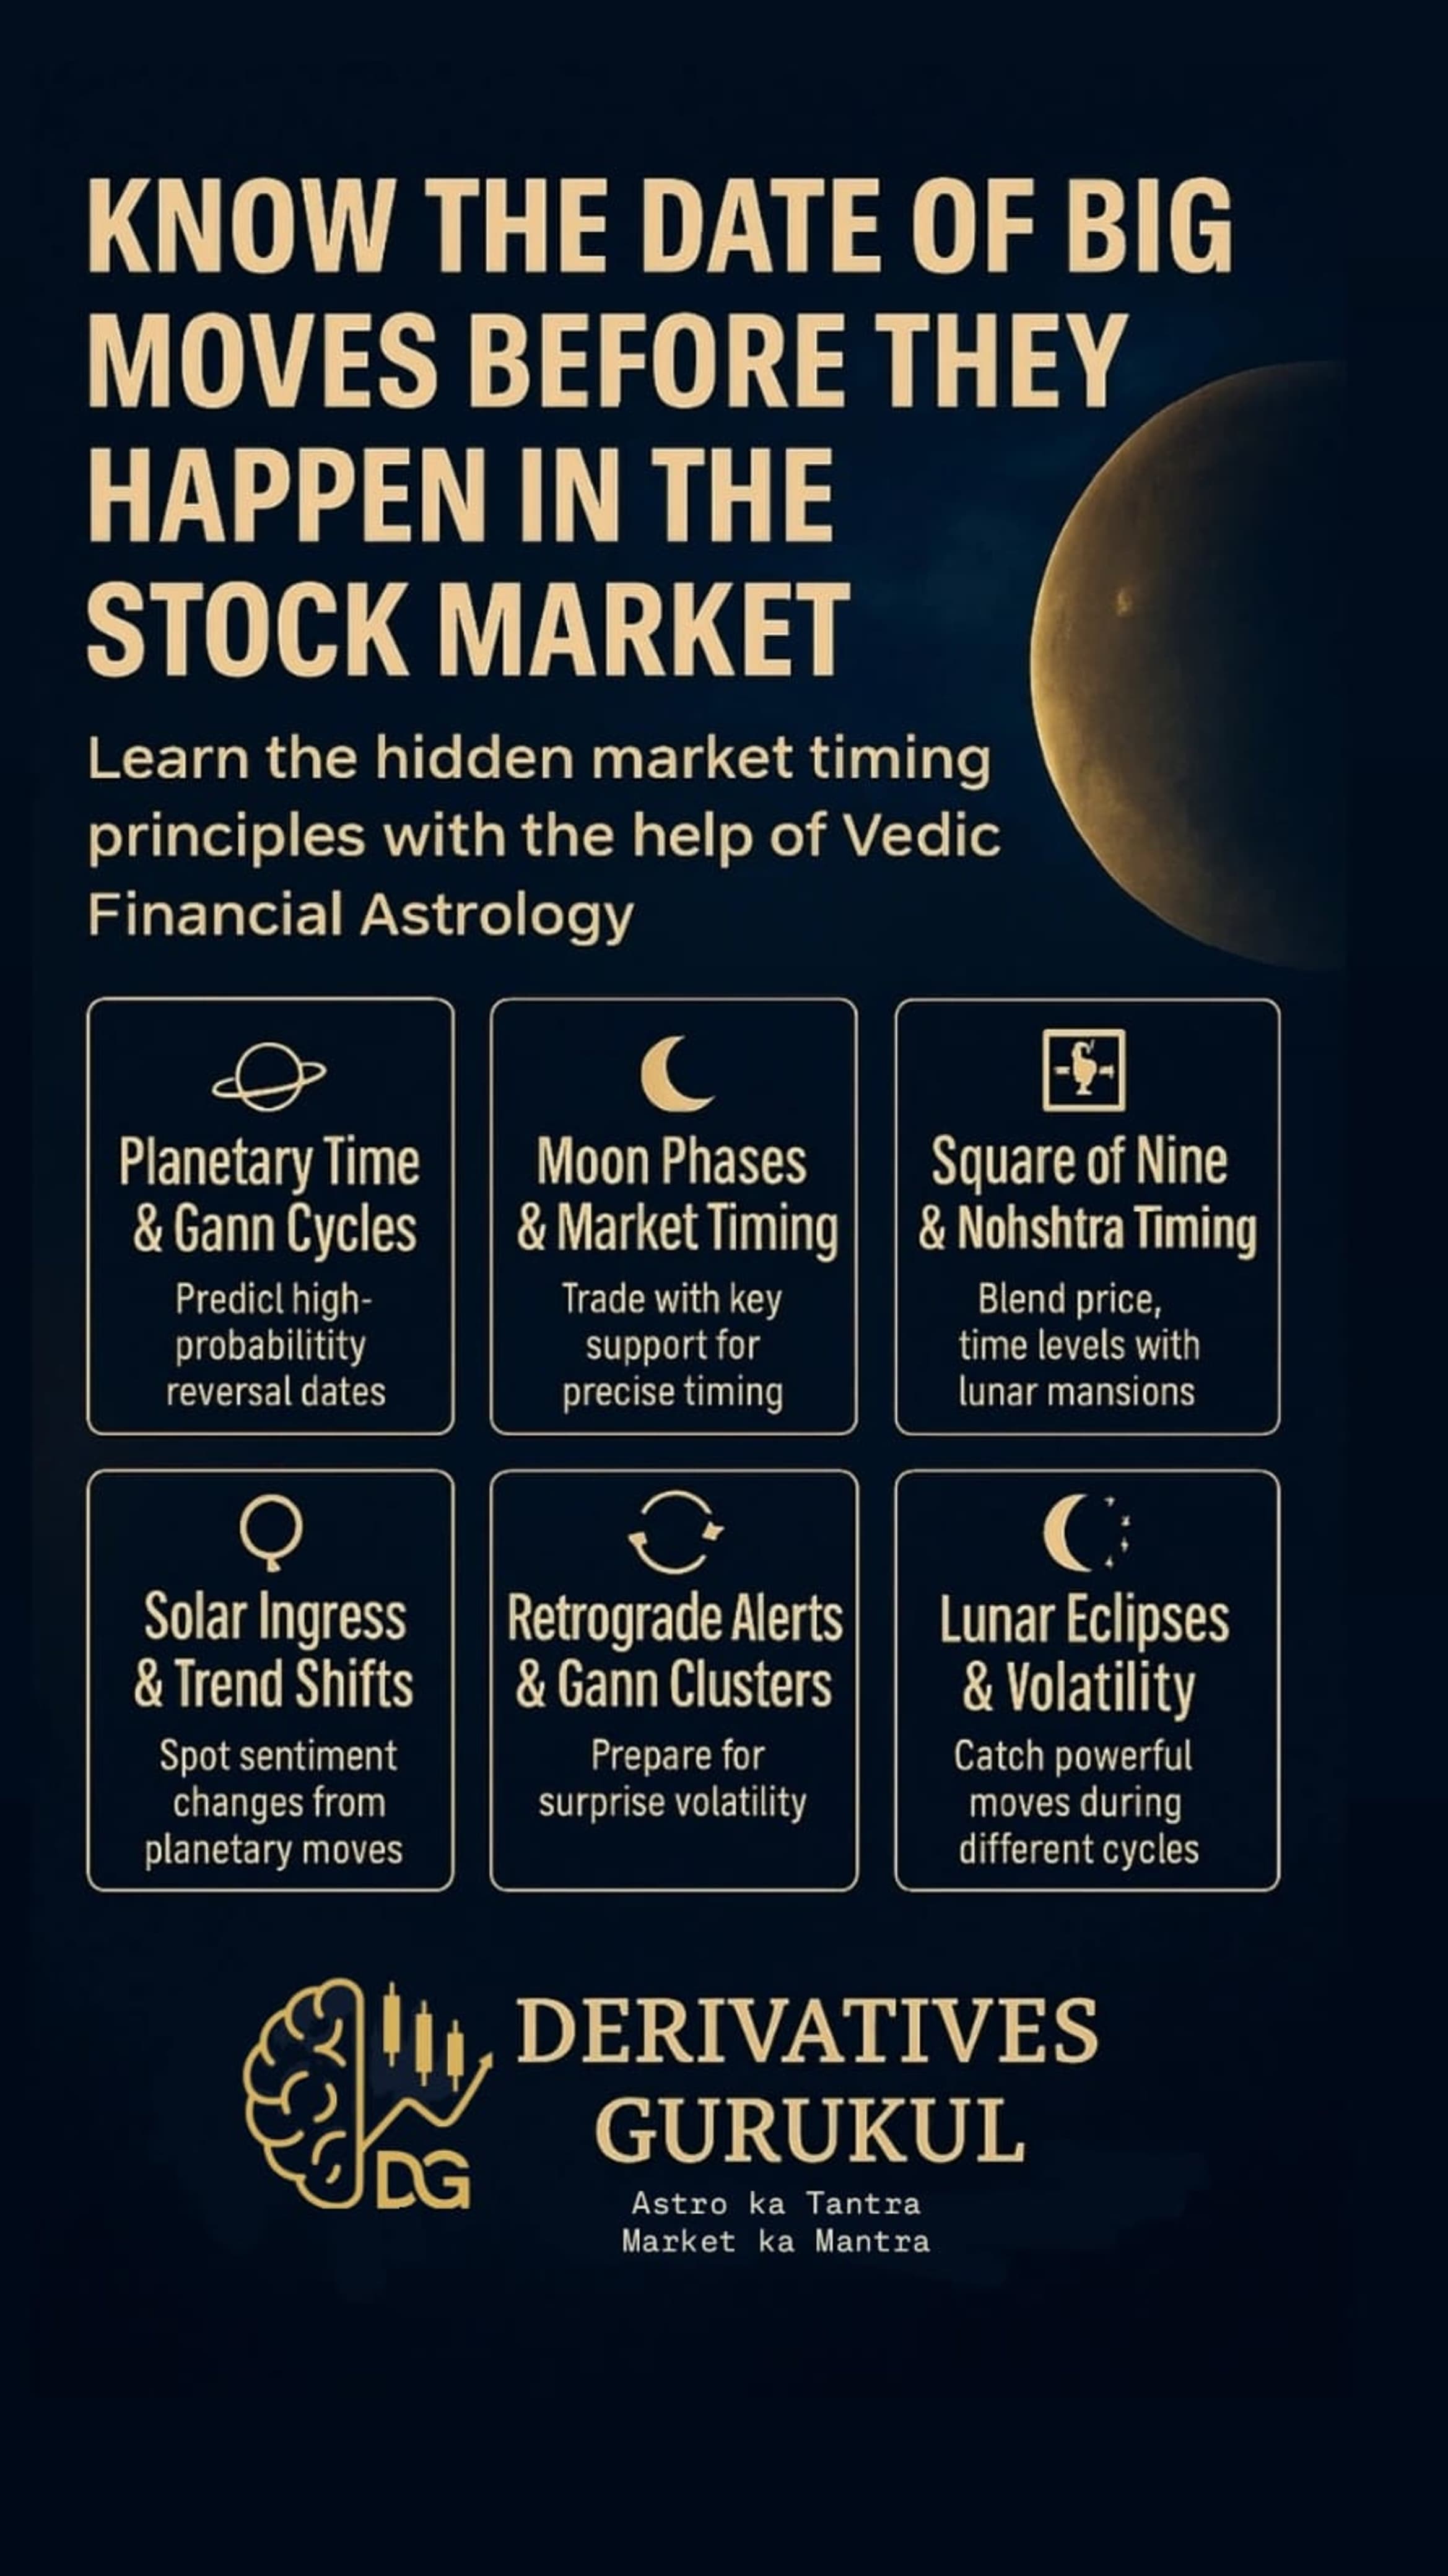 KNOW THE DATE OF BIG
MOVES BEFORE THEY
HAPPEN IN THE
STOCK MARKET
Learn the hidden market timing
principles with the help of Vedic
Financial Astrology
Planetary Time
& Gann Cycles
Predicl high-
probabilitity
reversal dates
Moon Phases
& Market Timing
Trade with key
support for
precise timing
Square of Nine
& Nohshtra Timing
Blend price,
time levels with
lunar mansions
Solar Ingress
& Trend Shifts
Spot sentiment
changes from
planetary moves
Retrograde Alerts
& Gann Clusters
Prepare for
surprise volatility
Lunar Eclipses
& Volatility
Catch powerful
moves during
different cycles
DG
DERIVATIVES
GURUKUL
Astro ka Tantra
Market ka Mantra